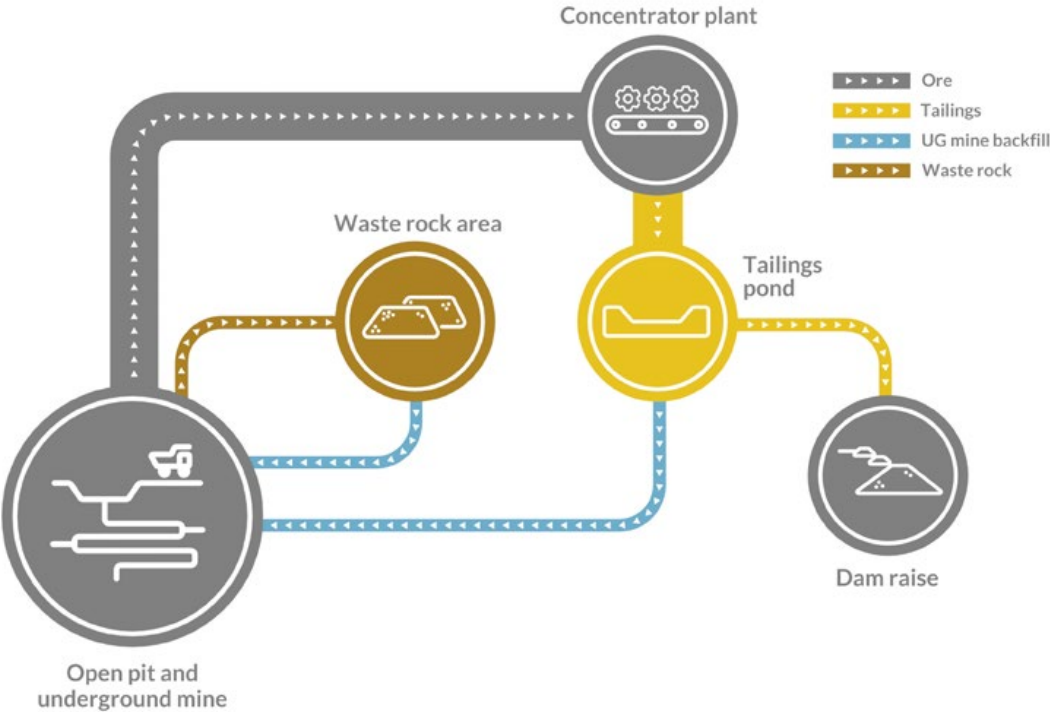 Concentrator plant
Ore
Tailings
UG mine backfill
Waste rock
Waste rock area
Tailings
pond
Dam raise
Open pit and
underground mine